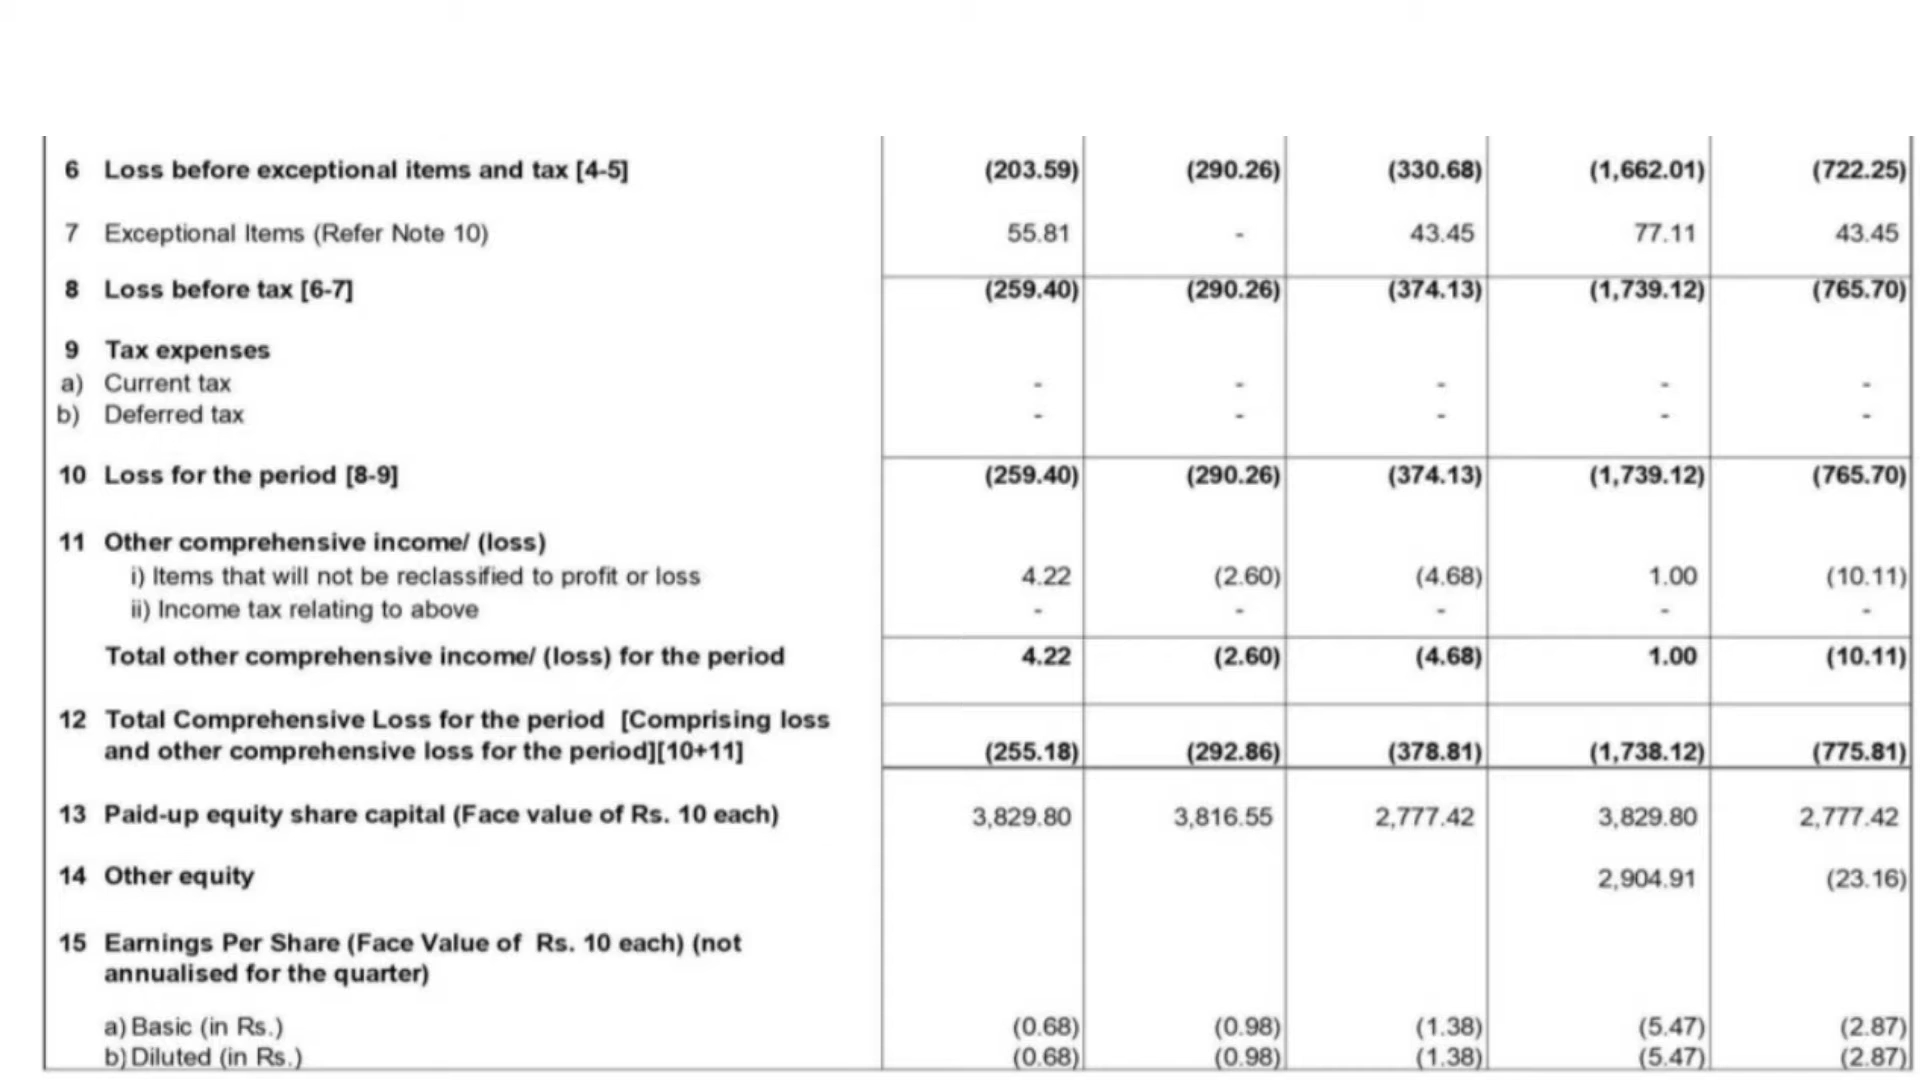 6 Loss before exceptional items and tax [4-5] (203.59) (290.26) (330.68) (1,662.01) (722.25)
7 Exceptional Items (Refer Note 10) 55.81 - 43.45 77.11 43.45
8 Loss before tax [6-7] (259.40) (290.26) (374.13) (1,739.12) (765.70)
9 Tax expenses
a) Current tax - - - - -
b) Deferred tax - - - - -
10 Loss for the period [8-9] (259.40) (290.26) (374.13) (1,739.12) (765.70)
11 Other comprehensive income/ (loss)
i) Items that will not be reclassified to profit or loss 4.22 (2.60) (4.68) 1.00 (10.11)
ii) Income tax relating to above - - - - -
Total other comprehensive income/ (loss) for the period 4.22 (2.60) (4.68) 1.00 (10.11)
12 Total Comprehensive Loss for the period [Comprising loss
and other comprehensive loss for the period][10+11] (255.18) (292.86) (378.81) (1,738.12) (775.81)
13 Paid-up equity share capital (Face value of Rs. 10 each) 3,829.80 3,816.55 2,777.42 3,829.80 2,777.42
14 Other equity 2,904.91 (23.16)
15 Earnings Per Share (Face Value of Rs. 10 each) (not
annualised for the quarter)
a) Basic (in Rs.) (0.68) (0.98) (1.38) (5.47) (2.87)
b) Diluted (in Rs.) (0.68) (0.98) (1.38) (5.47) (2.87)